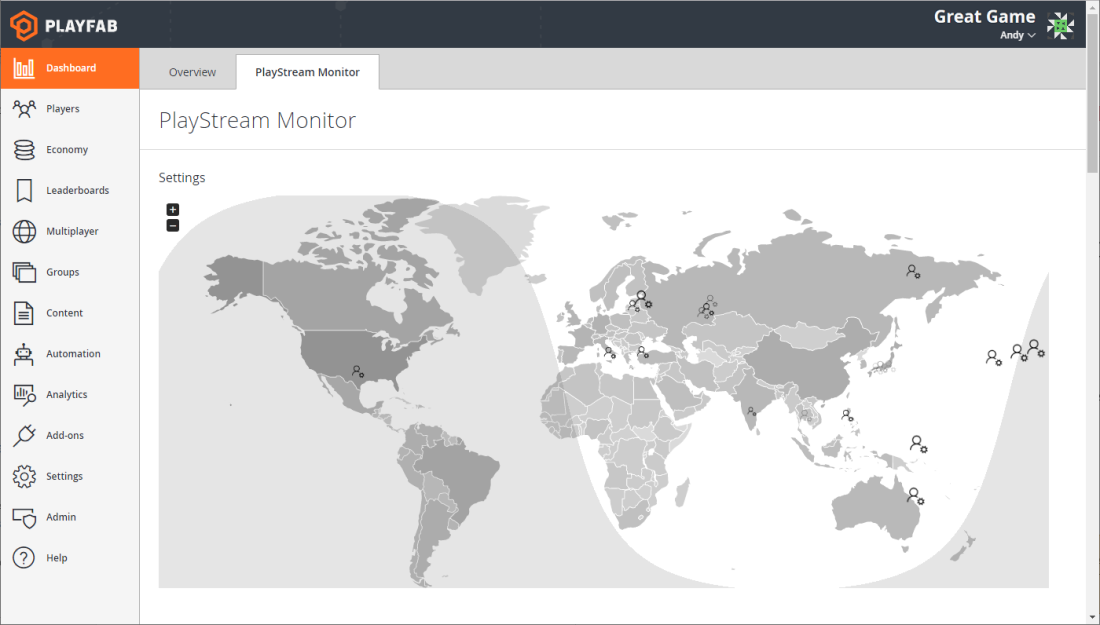 PLAYFAB
Great Game
Andy
Dashboard
Players
Economy
Leaderboards
Multiplayer
Groups
Content
Automation
Analytics
Add-ons
Settings
Admin
Help
Overview
PlayStream Monitor
PlayStream Monitor
Settings
+
−